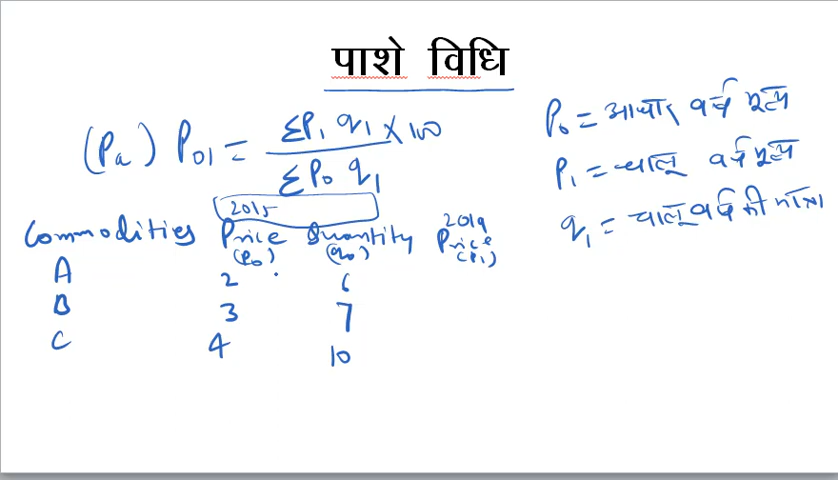 पाशे विधि
(Pa) P01 = ΣP1 q1 × 100
ΣP0 q1
P0 = आधार वर्ष मूल्य
P1 = चालू वर्ष मूल्य
q1 = चालू वर्ष की मात्रा
2015
Commodities Price Quantity 2019 Price
(P0) (q0) (P1)
A 2 6
B 3 7
C 4 10